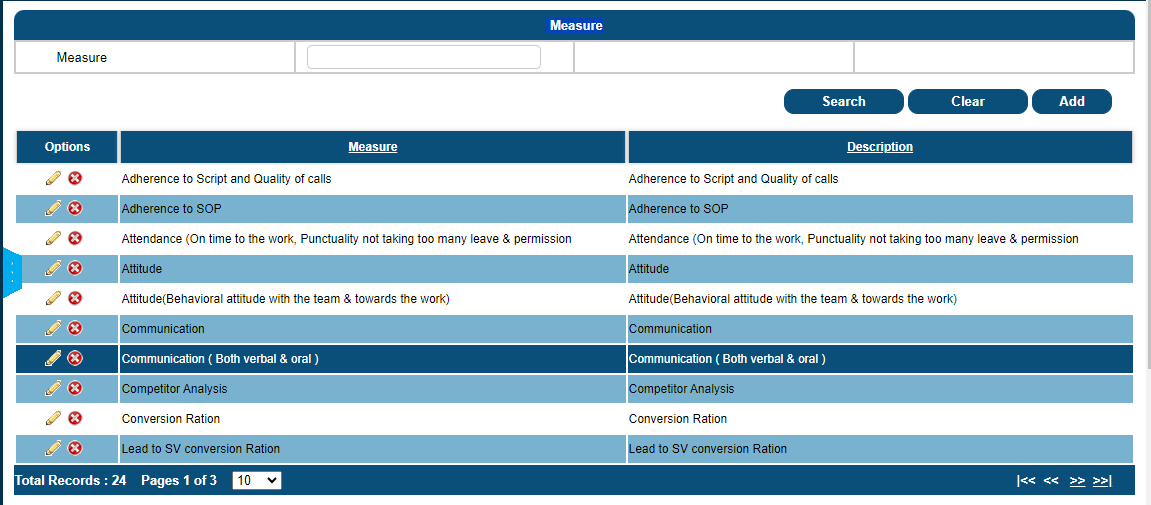 Measure
Measure
Search Clear Add
Options Measure Description
Adherence to Script and Quality of calls Adherence to Script and Quality of calls
Adherence to SOP Adherence to SOP
Attendance (On time to the work, Punctuality not taking too many leave & permission Attendance (On time to the work, Punctuality not taking too many leave & permission
Attitude Attitude
Attitude(Behavioral attitude with the team & towards the work) Attitude(Behavioral attitude with the team & towards the work)
Communication Communication
Communication ( Both verbal & oral ) Communication ( Both verbal & oral )
Competitor Analysis Competitor Analysis
Conversion Ration Conversion Ration
Lead to SV conversion Ration Lead to SV conversion Ration
Total Records : 24 Pages 1 of 3 10 |<< << >> >>|